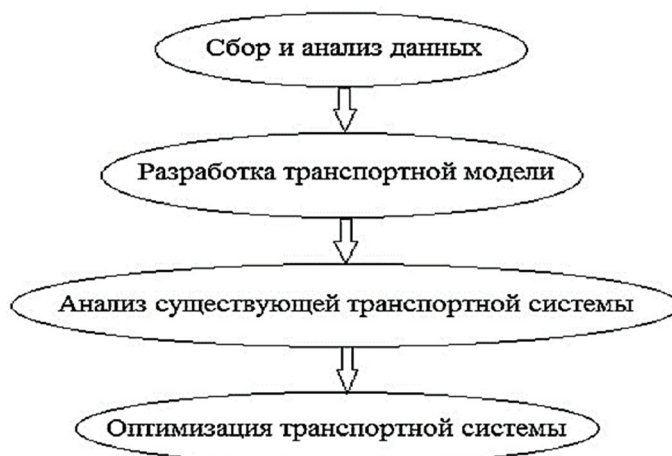 Сбор и анализ данных
Разработка транспортной модели
Анализ существующей транспортной системы
Оптимизация транспортной системы